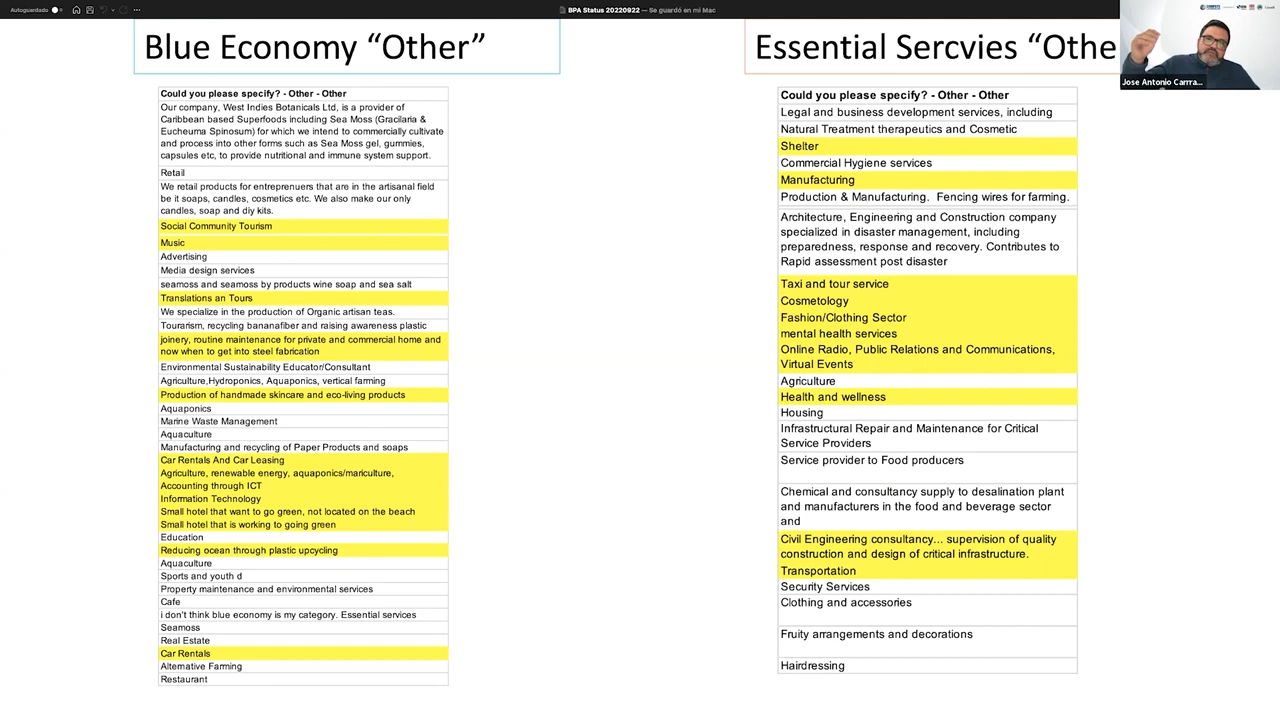 Autoguardado
BPA Status 20220922 — Se guardó en mi Mac
Blue Economy “Other”
Could you please specify? - Other - Other
Our company, West Indies Botanicals Ltd, is a provider of
Caribbean based Superfoods including Sea Moss (Gracilaria &
Eucheuma Spinosum) for which we intend to commercially cultivate
and process into other forms such as Sea Moss gel, gummies,
capsules etc, to provide nutritional and immune system support.
Retail
We retail products for entreprenuers that are in the artisanal field
be it soaps, candles, cosmetics etc. We also make our only
candles, soap and diy kits.
Social Community Tourism
Music
Advertising
Media design services
seamoss and seamoss by products wine soap and sea salt
Translations an Tours
We specialize in the production of Organic artisan teas.
Tourarism, recycling bananafiber and raising awareness plastic
joinery, routine maintenance for private and commercial home and
now when to get into steel fabrication
Environmental Sustainability Educator/Consultant
Agriculture,Hydroponics, Aquaponics, vertical farming
Production of handmade skincare and eco-living products
Aquaponics
Marine Waste Management
Aquaculture
Manufacturing and recycling of Paper Products and soaps
Car Rentals And Car Leasing
Agriculture, renewable energy, aquaponics/mariculture,
Accounting through ICT
Information Technology
Small hotel that want to go green, not located on the beach
Small hotel that is working to going green
Education
Reducing ocean through plastic upcycling
Aquaculture
Sports and youth d
Property maintenance and environmental services
Cafe
i don't think blue economy is my category. Essential services
Seamoss
Real Estate
Car Rentals
Alternative Farming
Restaurant
Essential Sercvies “Othe
Could you please specify? - Other - Other
Legal and business development services, including
Natural Treatment therapeutics and Cosmetic
Shelter
Commercial Hygiene services
Manufacturing
Production & Manufacturing. Fencing wires for farming.
Architecture, Engineering and Construction company
specialized in disaster management, including
preparedness, response and recovery. Contributes to
Rapid assessment post disaster
Taxi and tour service
Cosmetology
Fashion/Clothing Sector
mental health services
Online Radio, Public Relations and Communications,
Virtual Events
Agriculture
Health and wellness
Housing
Infrastructural Repair and Maintenance for Critical
Service Providers
Service provider to Food producers
Chemical and consultancy supply to desalination plant
and manufacturers in the food and beverage sector
and
Civil Engineering consultancy... supervision of quality
construction and design of critical infrastructure.
Transportation
Security Services
Clothing and accessories
Fruity arrangements and decorations
Hairdressing
Jose Antonio Carrra...